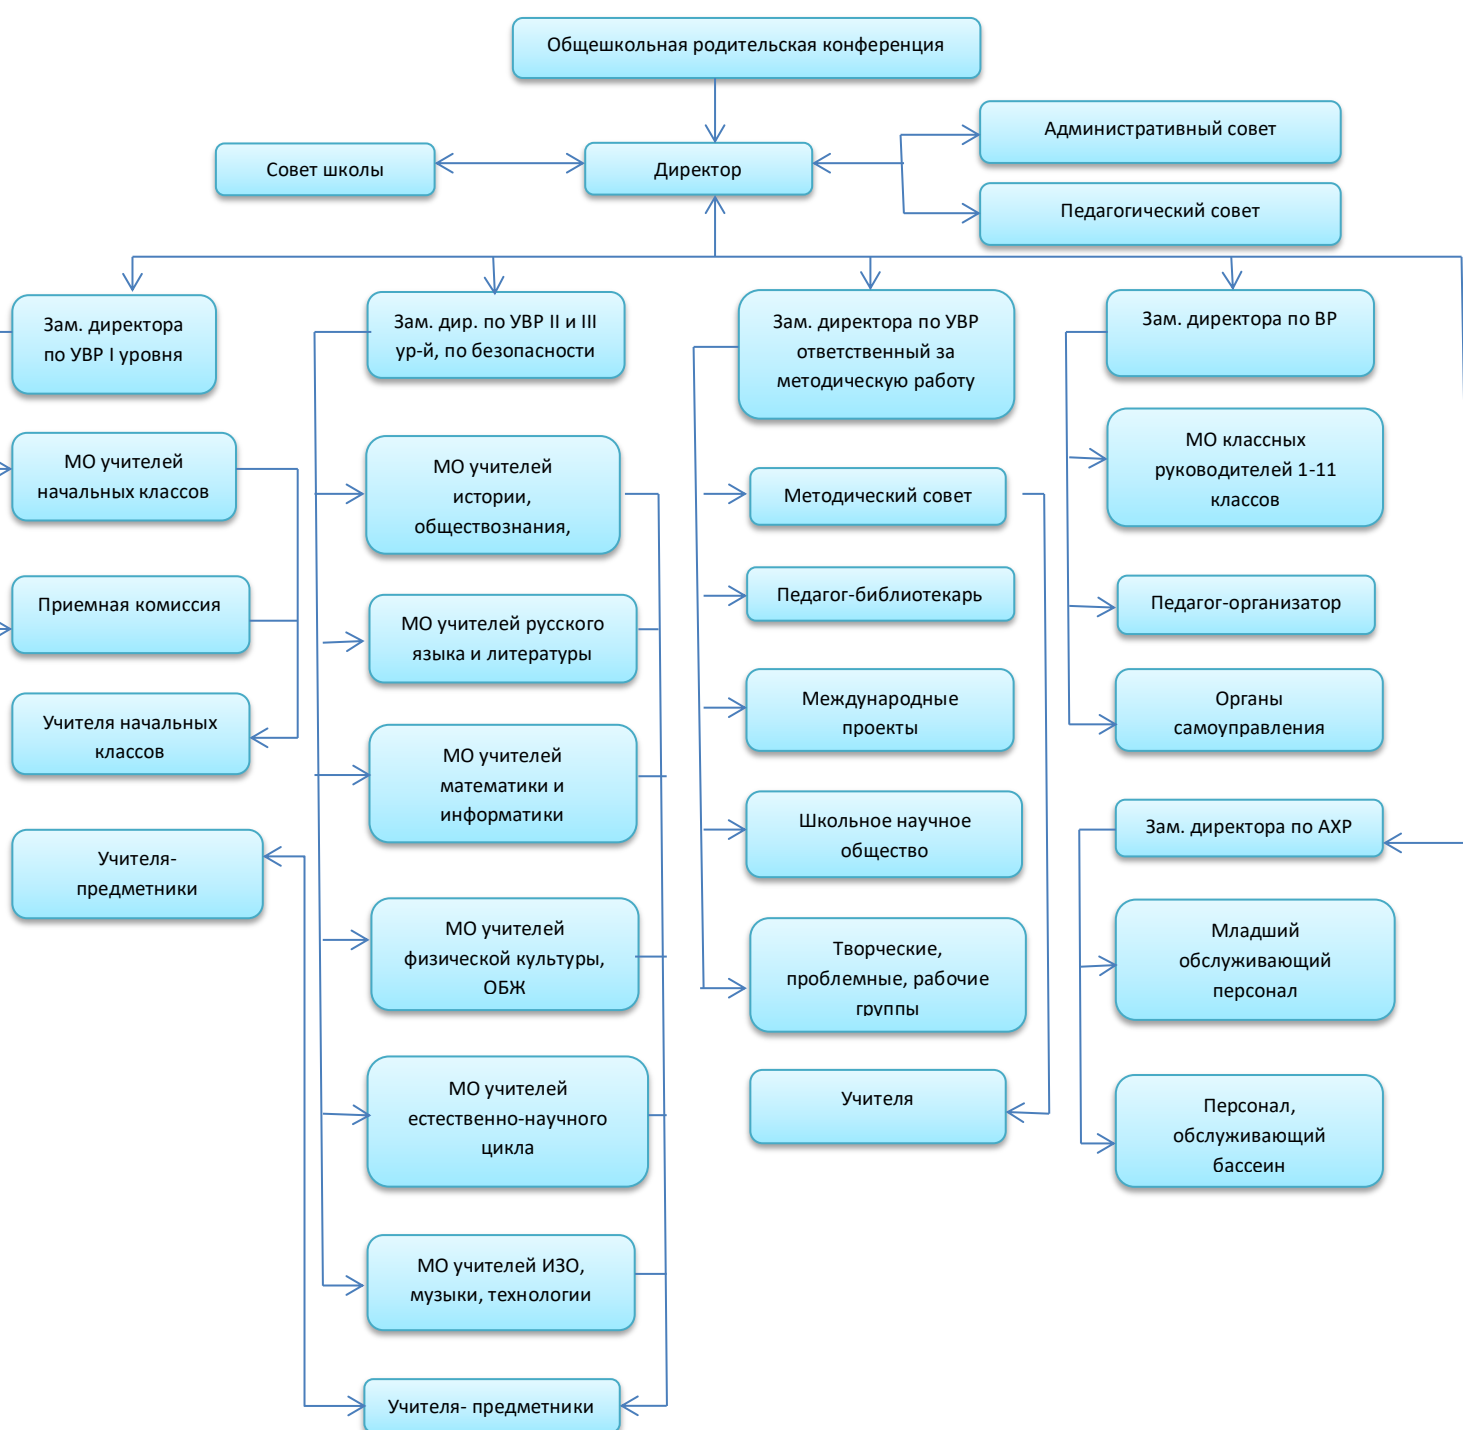 Общешкольная родительская конференция
Административный совет
Совет школы
Директор
Педагогический совет
Зам. директора
по УВР I уровня
МО учителей
начальных классов
Приемная комиссия
Учителя начальных
классов
Учителя-
предметники
Зам. дир. по УВР II и III
ур-й, по безопасности
МО учителей
истории,
обществознания,
МО учителей русского
языка и литературы
МО учителей
математики и
информатики
МО учителей
физической культуры,
ОБЖ
МО учителей
естественно-научного
цикла
МО учителей ИЗО,
музыки, технологии
Учителя- предметники
Зам. директора по УВР
ответственный за
методическую работу
Методический совет
Педагог-библиотекарь
Международные
проекты
Школьное научное
общество
Творческие,
проблемные, рабочие
группы
Учителя
Зам. директора по ВР
МО классных
руководителей 1-11
классов
Педагог-организатор
Органы
самоуправления
Зам. директора по АХР
Младший
обслуживающий
персонал
Персонал,
обслуживающий
бассеин